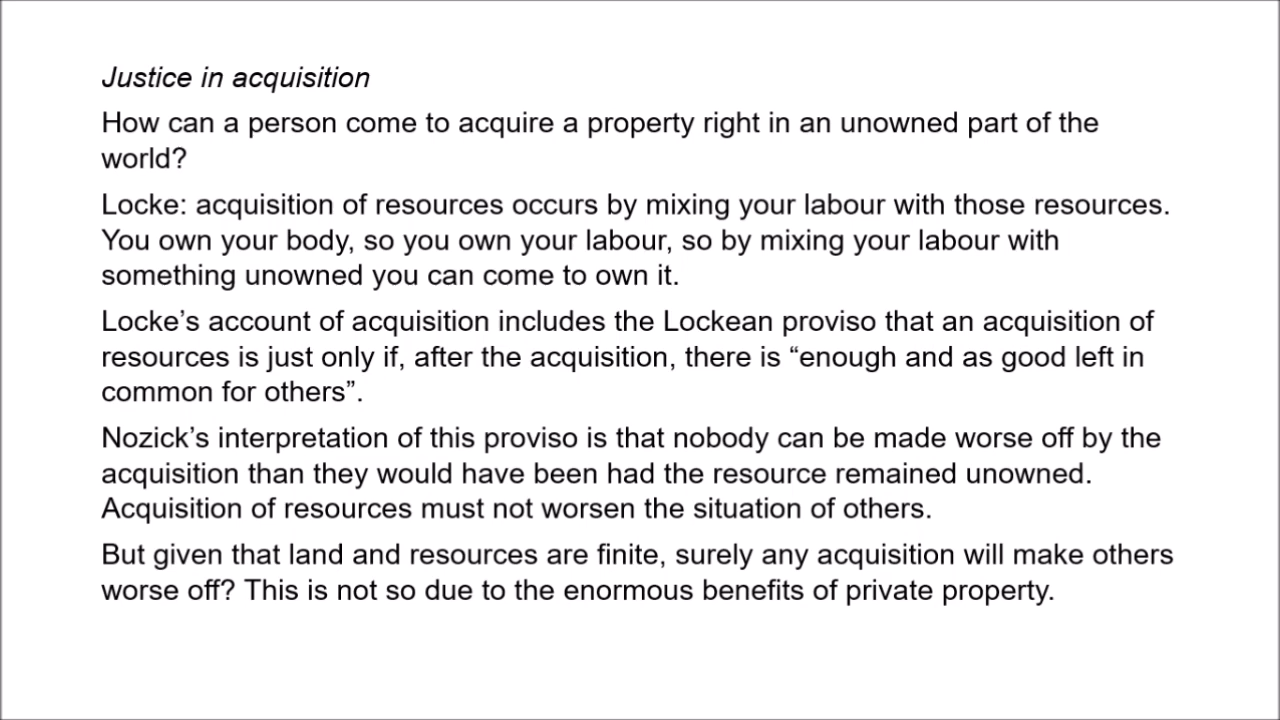 Justice in acquisition
How can a person come to acquire a property right in an unowned part of the
world?
Locke: acquisition of resources occurs by mixing your labour with those resources.
You own your body, so you own your labour, so by mixing your labour with
something unowned you can come to own it.
Locke’s account of acquisition includes the Lockean proviso that an acquisition of
resources is just only if, after the acquisition, there is “enough and as good left in
common for others”.
Nozick’s interpretation of this proviso is that nobody can be made worse off by the
acquisition than they would have been had the resource remained unowned.
Acquisition of resources must not worsen the situation of others.
But given that land and resources are finite, surely any acquisition will make others
worse off? This is not so due to the enormous benefits of private property.